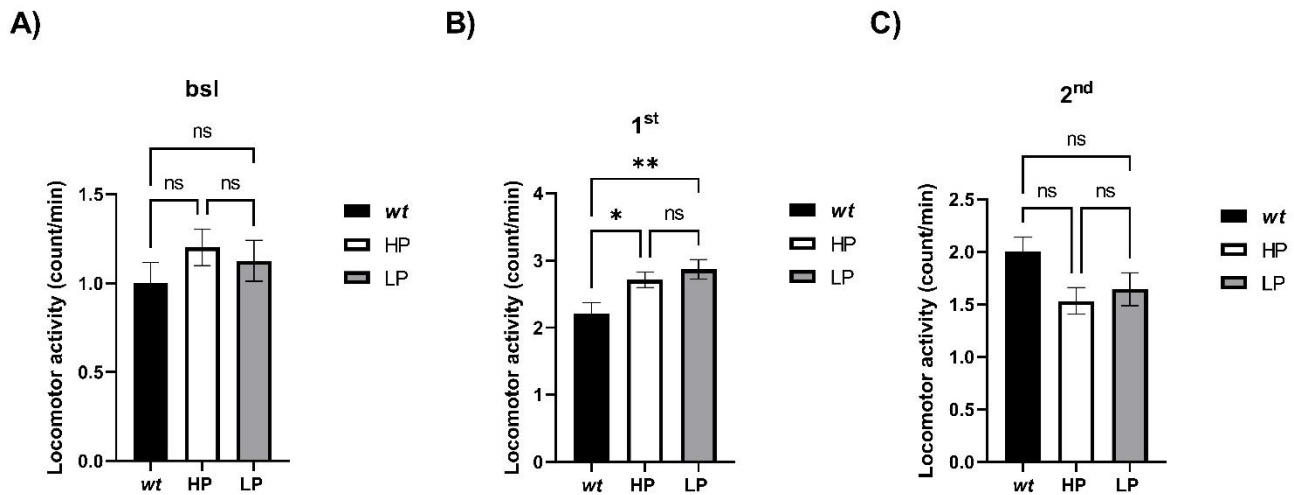 A)
bsl
ns
ns
ns
Locomotor activity (count/min)
1.5
1.0
0.5
0.0
wt
HP
LP
wt
HP
LP
B)
1st
**
*
ns
Locomotor activity (count/min)
4
3
2
1
0
wt
HP
LP
wt
HP
LP
C)
2nd
ns
ns
ns
Locomotor activity (count/min)
2.5
2.0
1.5
1.0
0.5
0.0
wt
HP
LP
wt
HP
LP